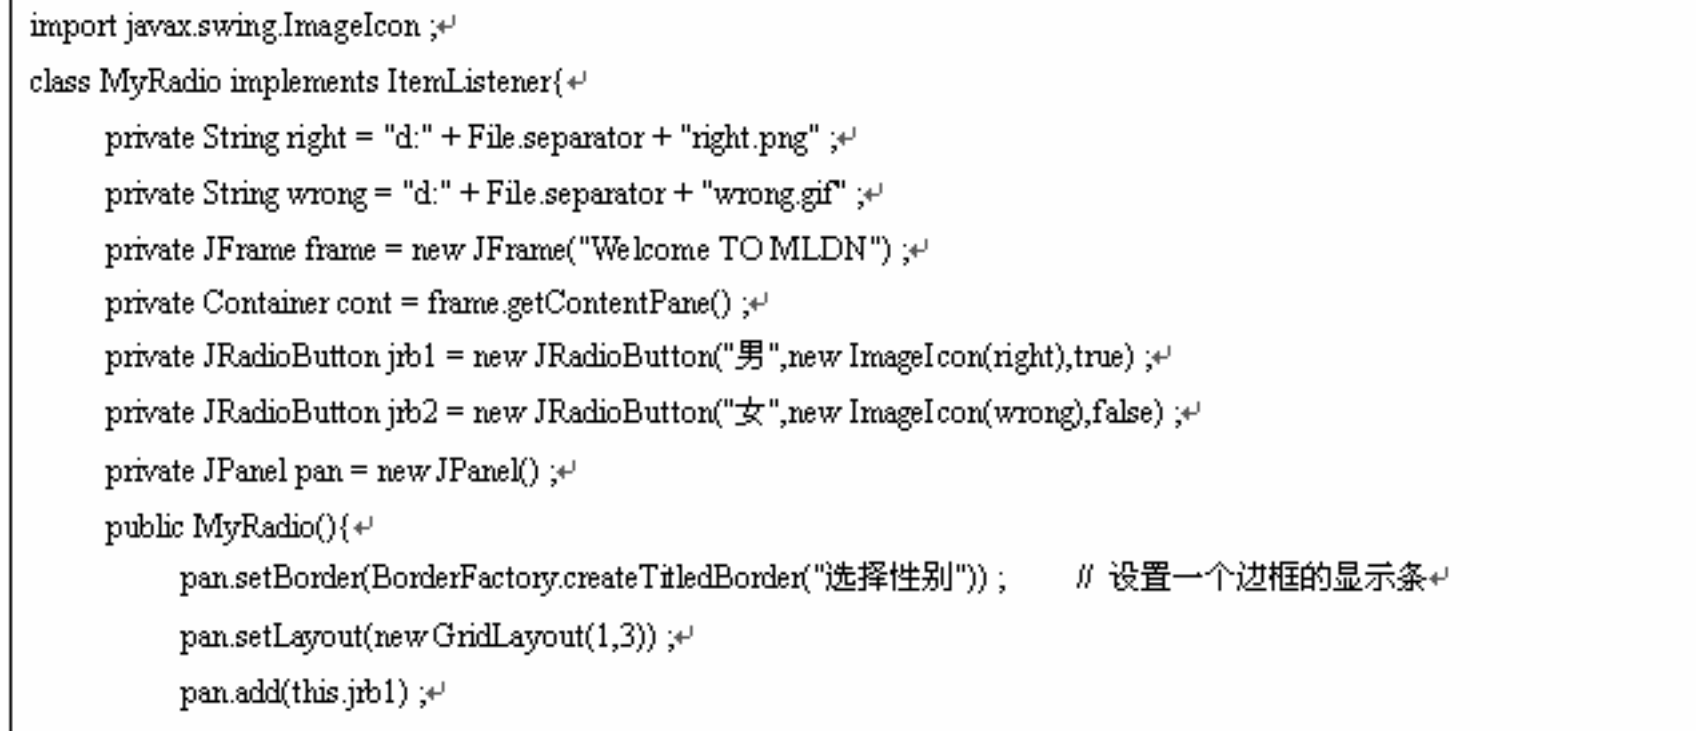 import javax.swing.ImageIcon ;↵
class MyRadio implements ItemListener{↵
private String right = "d:" + File.separator + "right.png" ;↵
private String wrong = "d:" + File.separator + "wrong.gif" ;↵
private JFrame frame = new JFrame("Welcome TO MLDN") ;↵
private Container cont = frame.getContentPane() ;↵
private JRadioButton jrb1 = new JRadioButton("男",new ImageIcon(right),true) ;↵
private JRadioButton jrb2 = new JRadioButton("女",new ImageIcon(wrong),false) ;↵
private JPanel pan = new JPanel() ;↵
public MyRadio(){↵
pan.setBorder(BorderFactory.createTitledBorder("选择性别")) ; // 设置一个边框的显示条↵
pan.setLayout(new GridLayout(1,3)) ;↵
pan.add(this.jrb1) ;↵